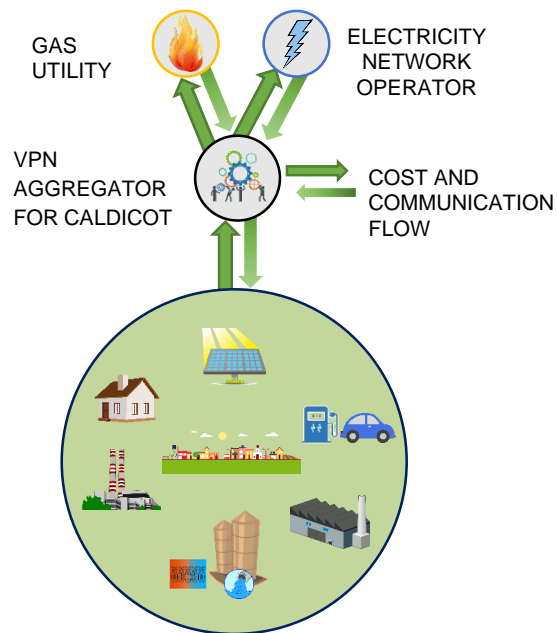 GAS
UTILITY
ELECTRICITY
NETWORK
OPERATOR
VPN
AGGREGATOR
FOR CALDICOT
COST AND
COMMUNICATION
FLOW